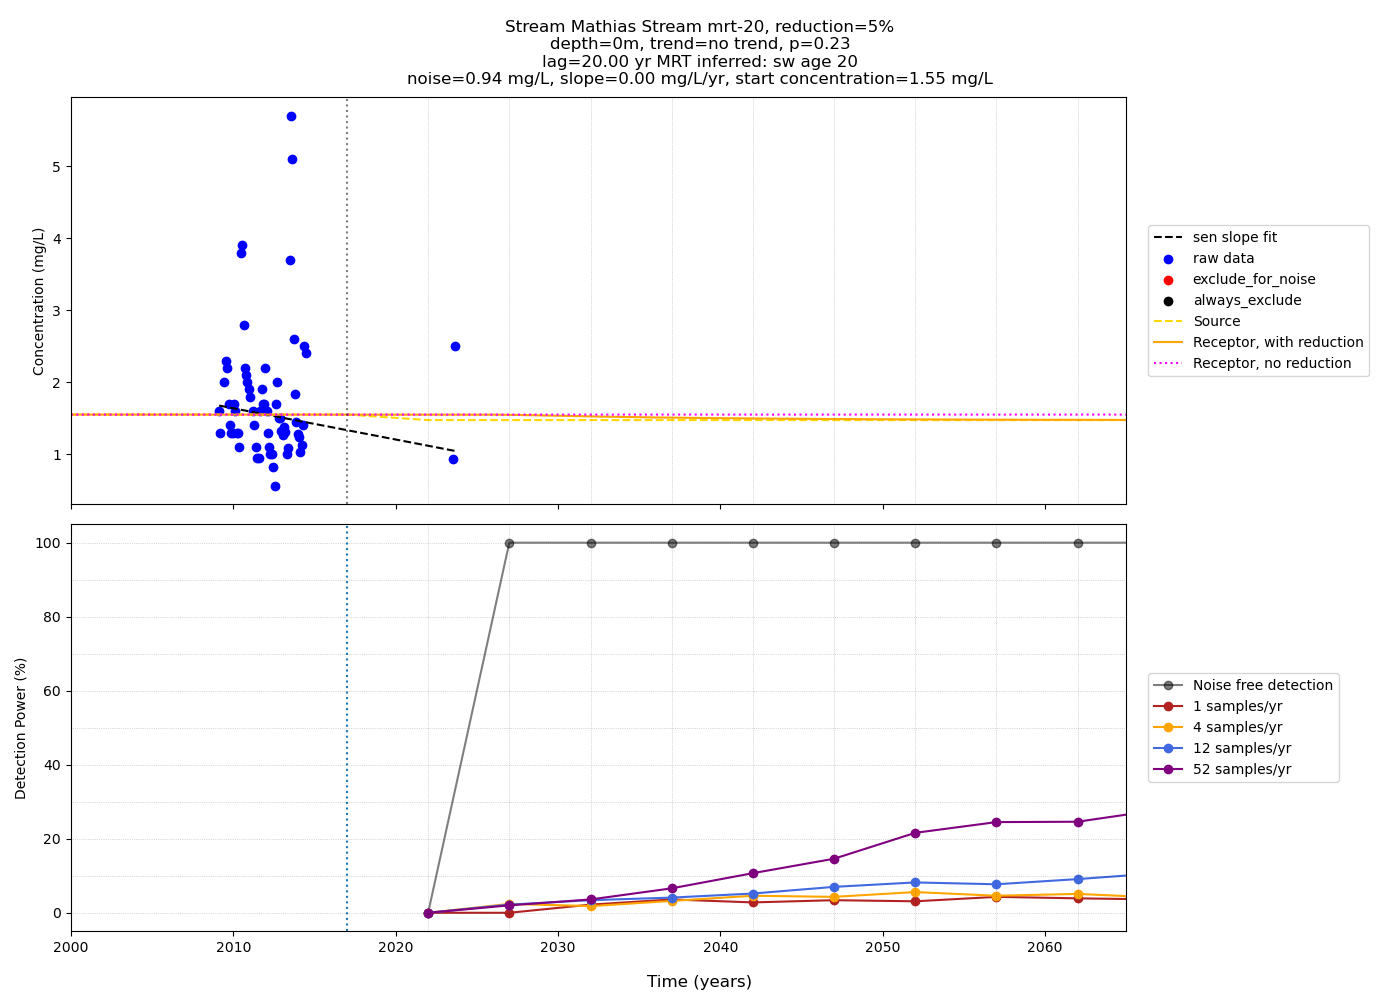 Stream Mathias Stream mrt-20, reduction=5%
depth=0m, trend=no trend, p=0.23
lag=20.00 yr MRT inferred: sw age 20
noise=0.94 mg/L, slope=0.00 mg/L/yr, start concentration=1.55 mg/L
Concentration (mg/L)
5
4
3
2
1
sen slope fit
raw data
exclude_for_noise
always_exclude
Source
Receptor, with reduction
Receptor, no reduction
Detection Power (%)
100
80
60
40
20
0
Noise free detection
1 samples/yr
4 samples/yr
12 samples/yr
52 samples/yr
2000 2010 2020 2030 2040 2050 2060
Time (years)